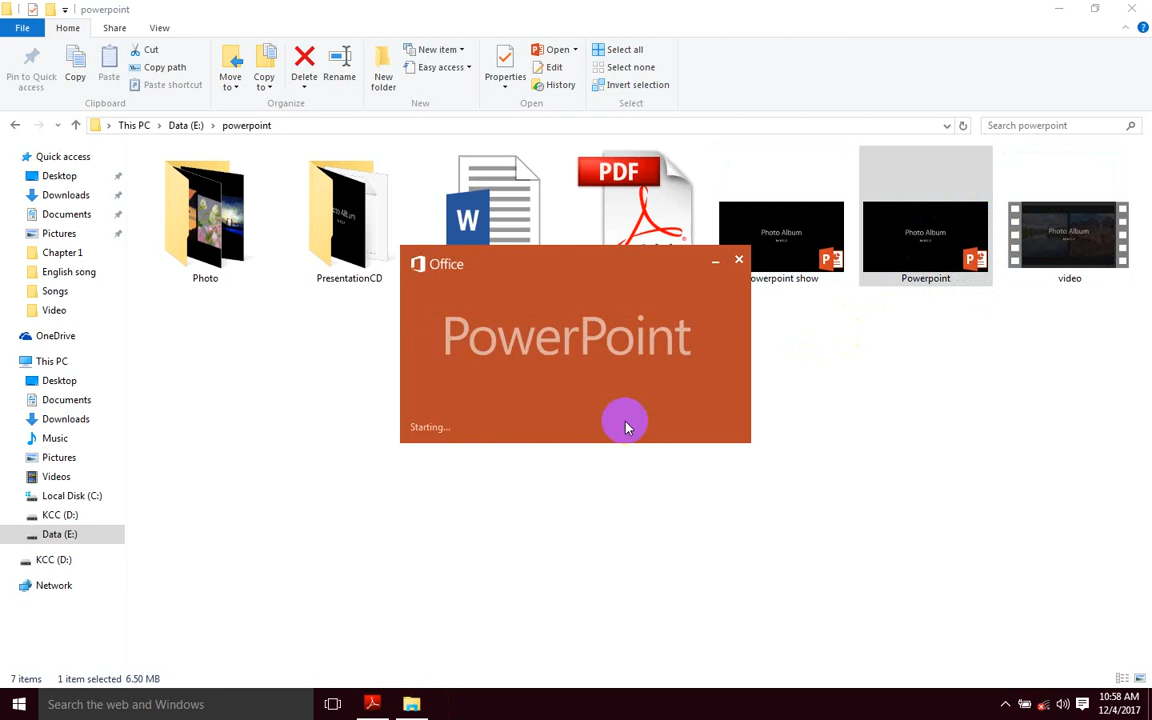 powerpoint
File Home Share View
Pin to Quick access
Copy
Paste
Cut
Copy path
Paste shortcut
Clipboard
Move to
Copy to
Delete
Rename
Organize
New folder
New item
Easy access
New
Properties
Open
Edit
History
Open
Select all
Select none
Invert selection
Select
This PC > Data (E:) > powerpoint
Search powerpoint
Quick access
Desktop
Downloads
Documents
Pictures
Chapter 1
English song
Songs
Video
OneDrive
This PC
Desktop
Documents
Downloads
Music
Pictures
Videos
Local Disk (C:)
KCC (D:)
Data (E:)
KCC (D:)
Network
Photo
PresentationCD
W
PDF
Photo Album
owerpoint show
Photo Album
Powerpoint
Photo Album
video
Office
PowerPoint
Starting...
7 items 1 item selected 6.50 MB
Search the web and Windows
10:58 AM
12/4/2017